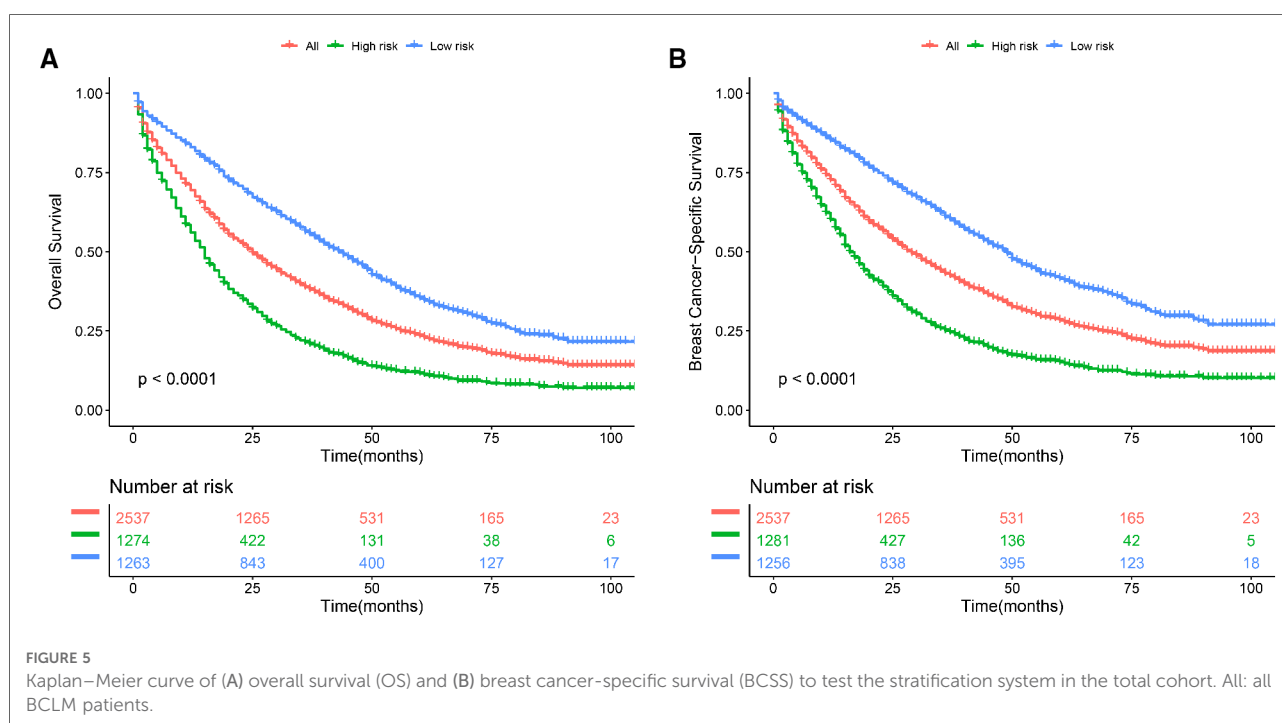 A
All High risk Low risk
Overall Survival
1.00
0.75
0.50
0.25
0.00
p < 0.0001
0 25 50 75 100
Time(months)
Number at risk
2537 1265 531 165 23
1274 422 131 38 6
1263 843 400 127 17
0 25 50 75 100
Time(months)
B
All High risk Low risk
Breast Cancer–Specific Survival
1.00
0.75
0.50
0.25
0.00
p < 0.0001
0 25 50 75 100
Time(months)
Number at risk
2537 1265 531 165 23
1281 427 136 42 5
1256 838 395 123 18
0 25 50 75 100
Time(months)
FIGURE 5
Kaplan–Meier curve of (A) overall survival (OS) and (B) breast cancer-specific survival (BCSS) to test the stratification system in the total cohort. All: all
BCLM patients.